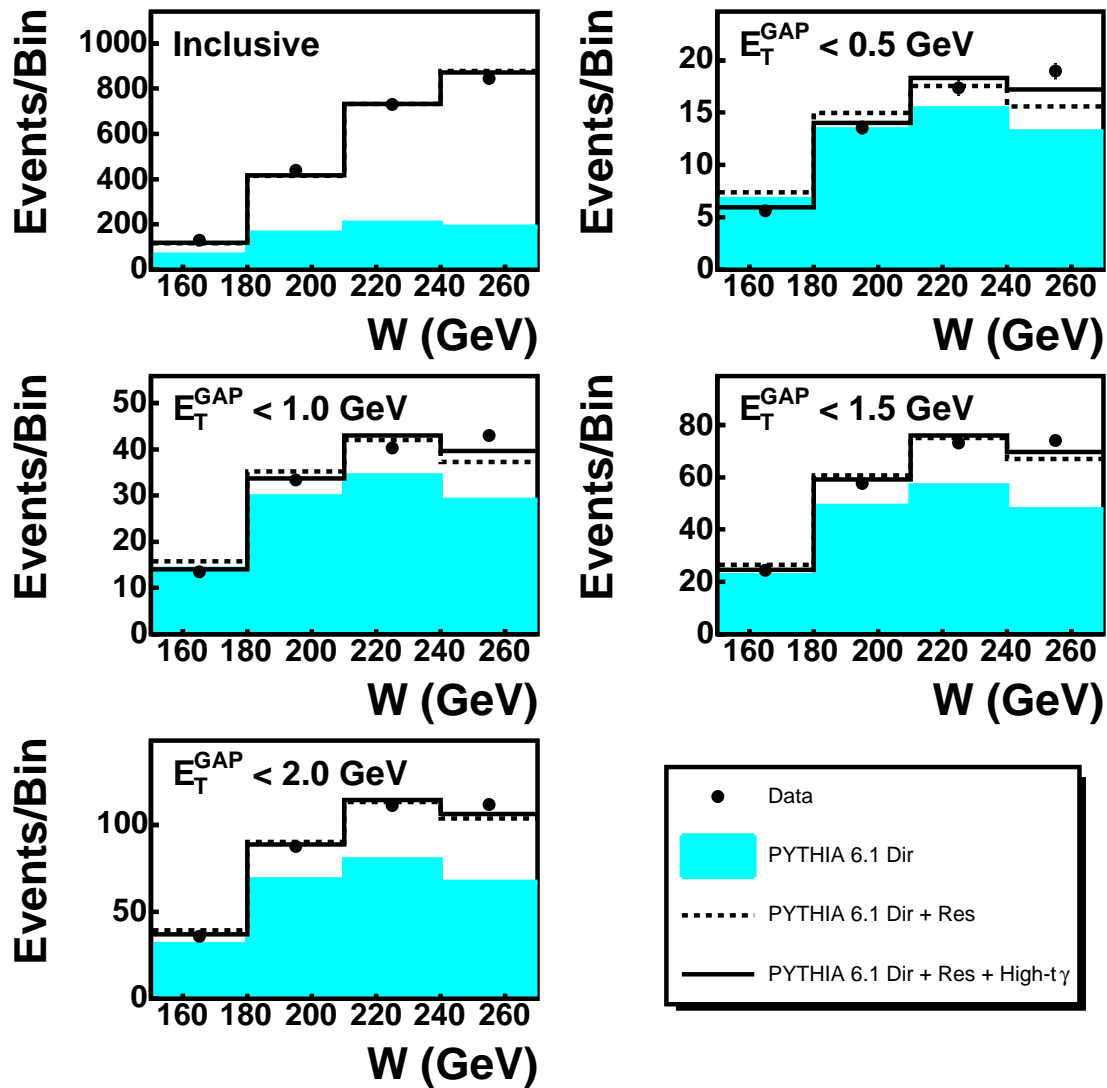 Inclusive
Events/Bin
1000
800
600
400
200
0
160 180 200 220 240 260
W (GeV)
E_T^GAP < 0.5 GeV
Events/Bin
20
15
10
5
0
160 180 200 220 240 260
W (GeV)
E_T^GAP < 1.0 GeV
Events/Bin
50
40
30
20
10
0
160 180 200 220 240 260
W (GeV)
E_T^GAP < 1.5 GeV
Events/Bin
80
60
40
20
0
160 180 200 220 240 260
W (GeV)
E_T^GAP < 2.0 GeV
Events/Bin
100
50
0
160 180 200 220 240 260
W (GeV)
Data
PYTHIA 6.1 Dir
PYTHIA 6.1 Dir + Res
PYTHIA 6.1 Dir + Res + High-t γ